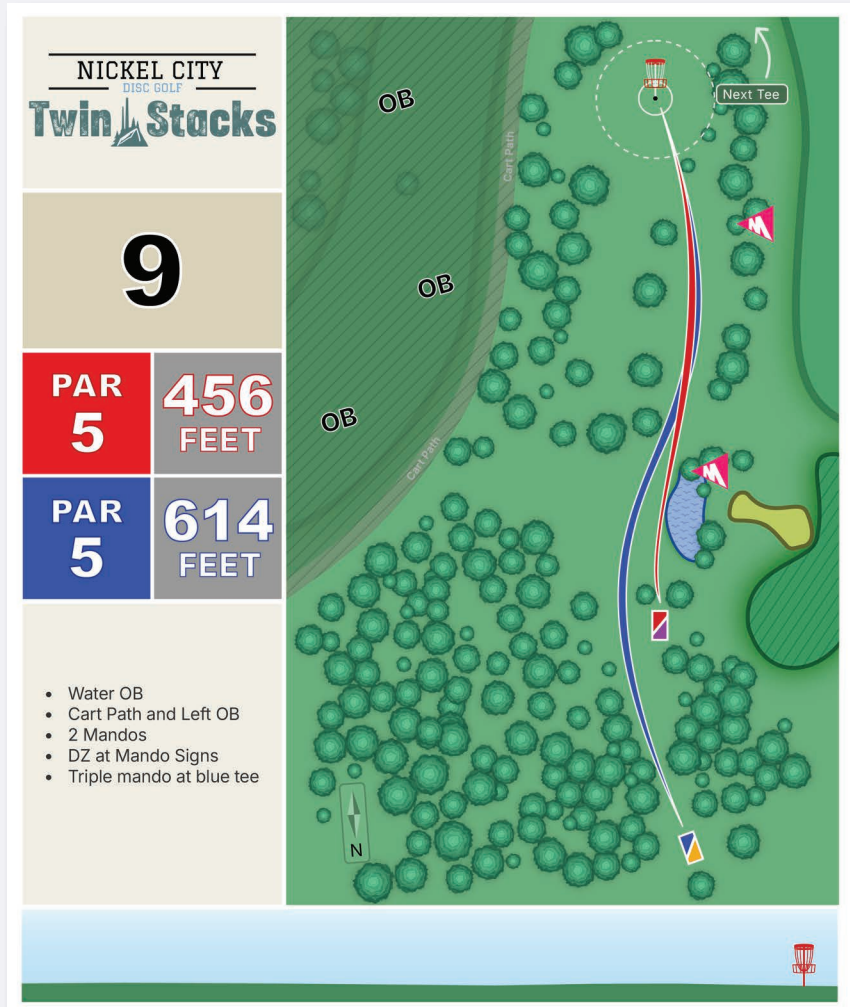 NICKEL CITY
DISC GOLF
Twin Stacks
9
PAR
5
456
FEET
PAR
5
614
FEET
• Water OB
• Cart Path and Left OB
• 2 Mandos
• DZ at Mando Signs
• Triple mando at blue tee
OB
Next Tee
Cart Path
OB
OB
Cart Path
M
M
N